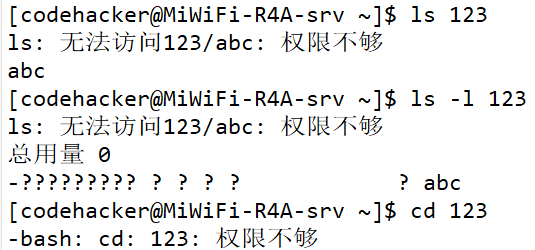 [codehacker@MiWiFi-R4A-srv ~]$ ls 123
ls: 无法访问123/abc: 权限不够
abc
[codehacker@MiWiFi-R4A-srv ~]$ ls -l 123
ls: 无法访问123/abc: 权限不够
总用量 0
-????????? ? ? ? ?            ? abc
[codehacker@MiWiFi-R4A-srv ~]$ cd 123
-bash: cd: 123: 权限不够